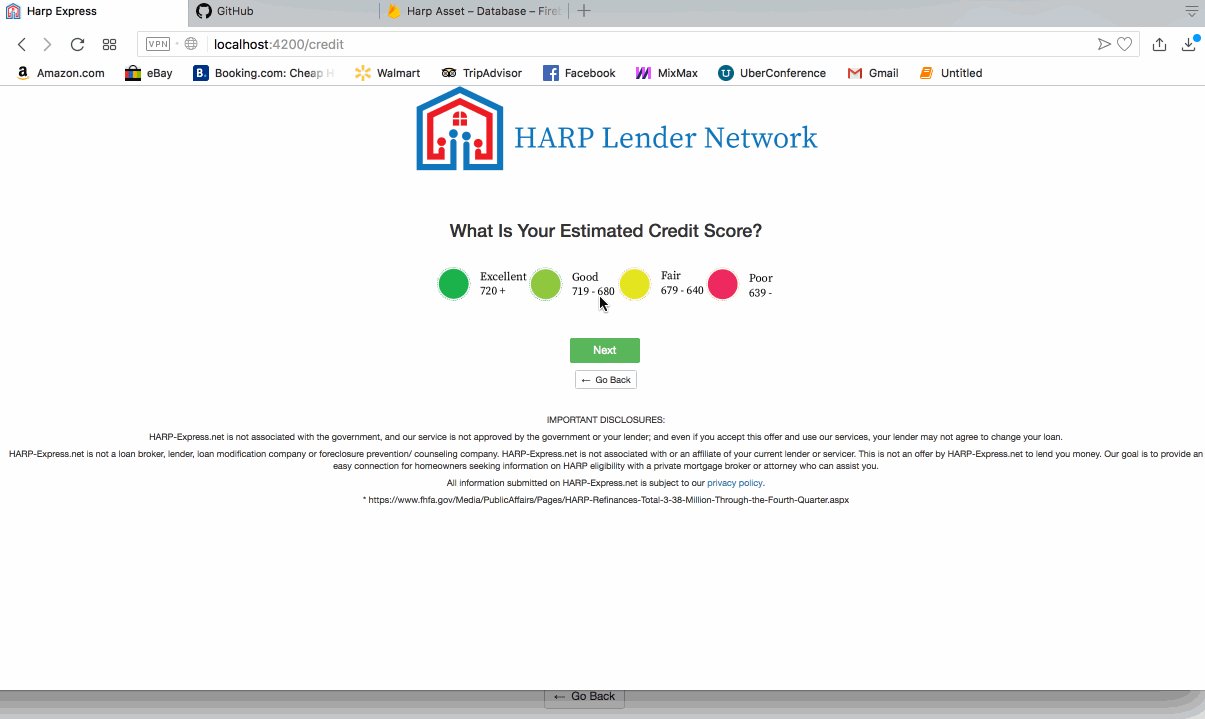 Harp Express
GitHub
Harp Asset – Database – Fire
VPN
localhost:4200/credit
a Amazon.com
eBay
B. Booking.com: Cheap H
Walmart
TripAdvisor
Facebook
MixMax
U UberConference
Gmail
Untitled
HARP Lender Network
What Is Your Estimated Credit Score?
Excellent
720 +
Good
719 - 680
Fair
679 - 640
Poor
639 -
Next
← Go Back
IMPORTANT DISCLOSURES:
HARP-Express.net is not associated with the government, and our service is not approved by the government or your lender; and even if you accept this offer and use our services, your lender may not agree to change your loan.
HARP-Express.net is not a loan broker, lender, loan modification company or foreclosure prevention/ counseling company. HARP-Express.net is not associated with or an affiliate of your current lender or servicer. This is not an offer by HARP-Express.net to lend you money. Our goal is to provide an
easy connection for homeowners seeking information on HARP eligibility with a private mortgage broker or attorney who can assist you.
All information submitted on HARP-Express.net is subject to our privacy policy.
* https://www.fhfa.gov/Media/PublicAffairs/Pages/HARP-Refinances-Total-3-38-Million-Through-the-Fourth-Quarter.aspx
← Go Back